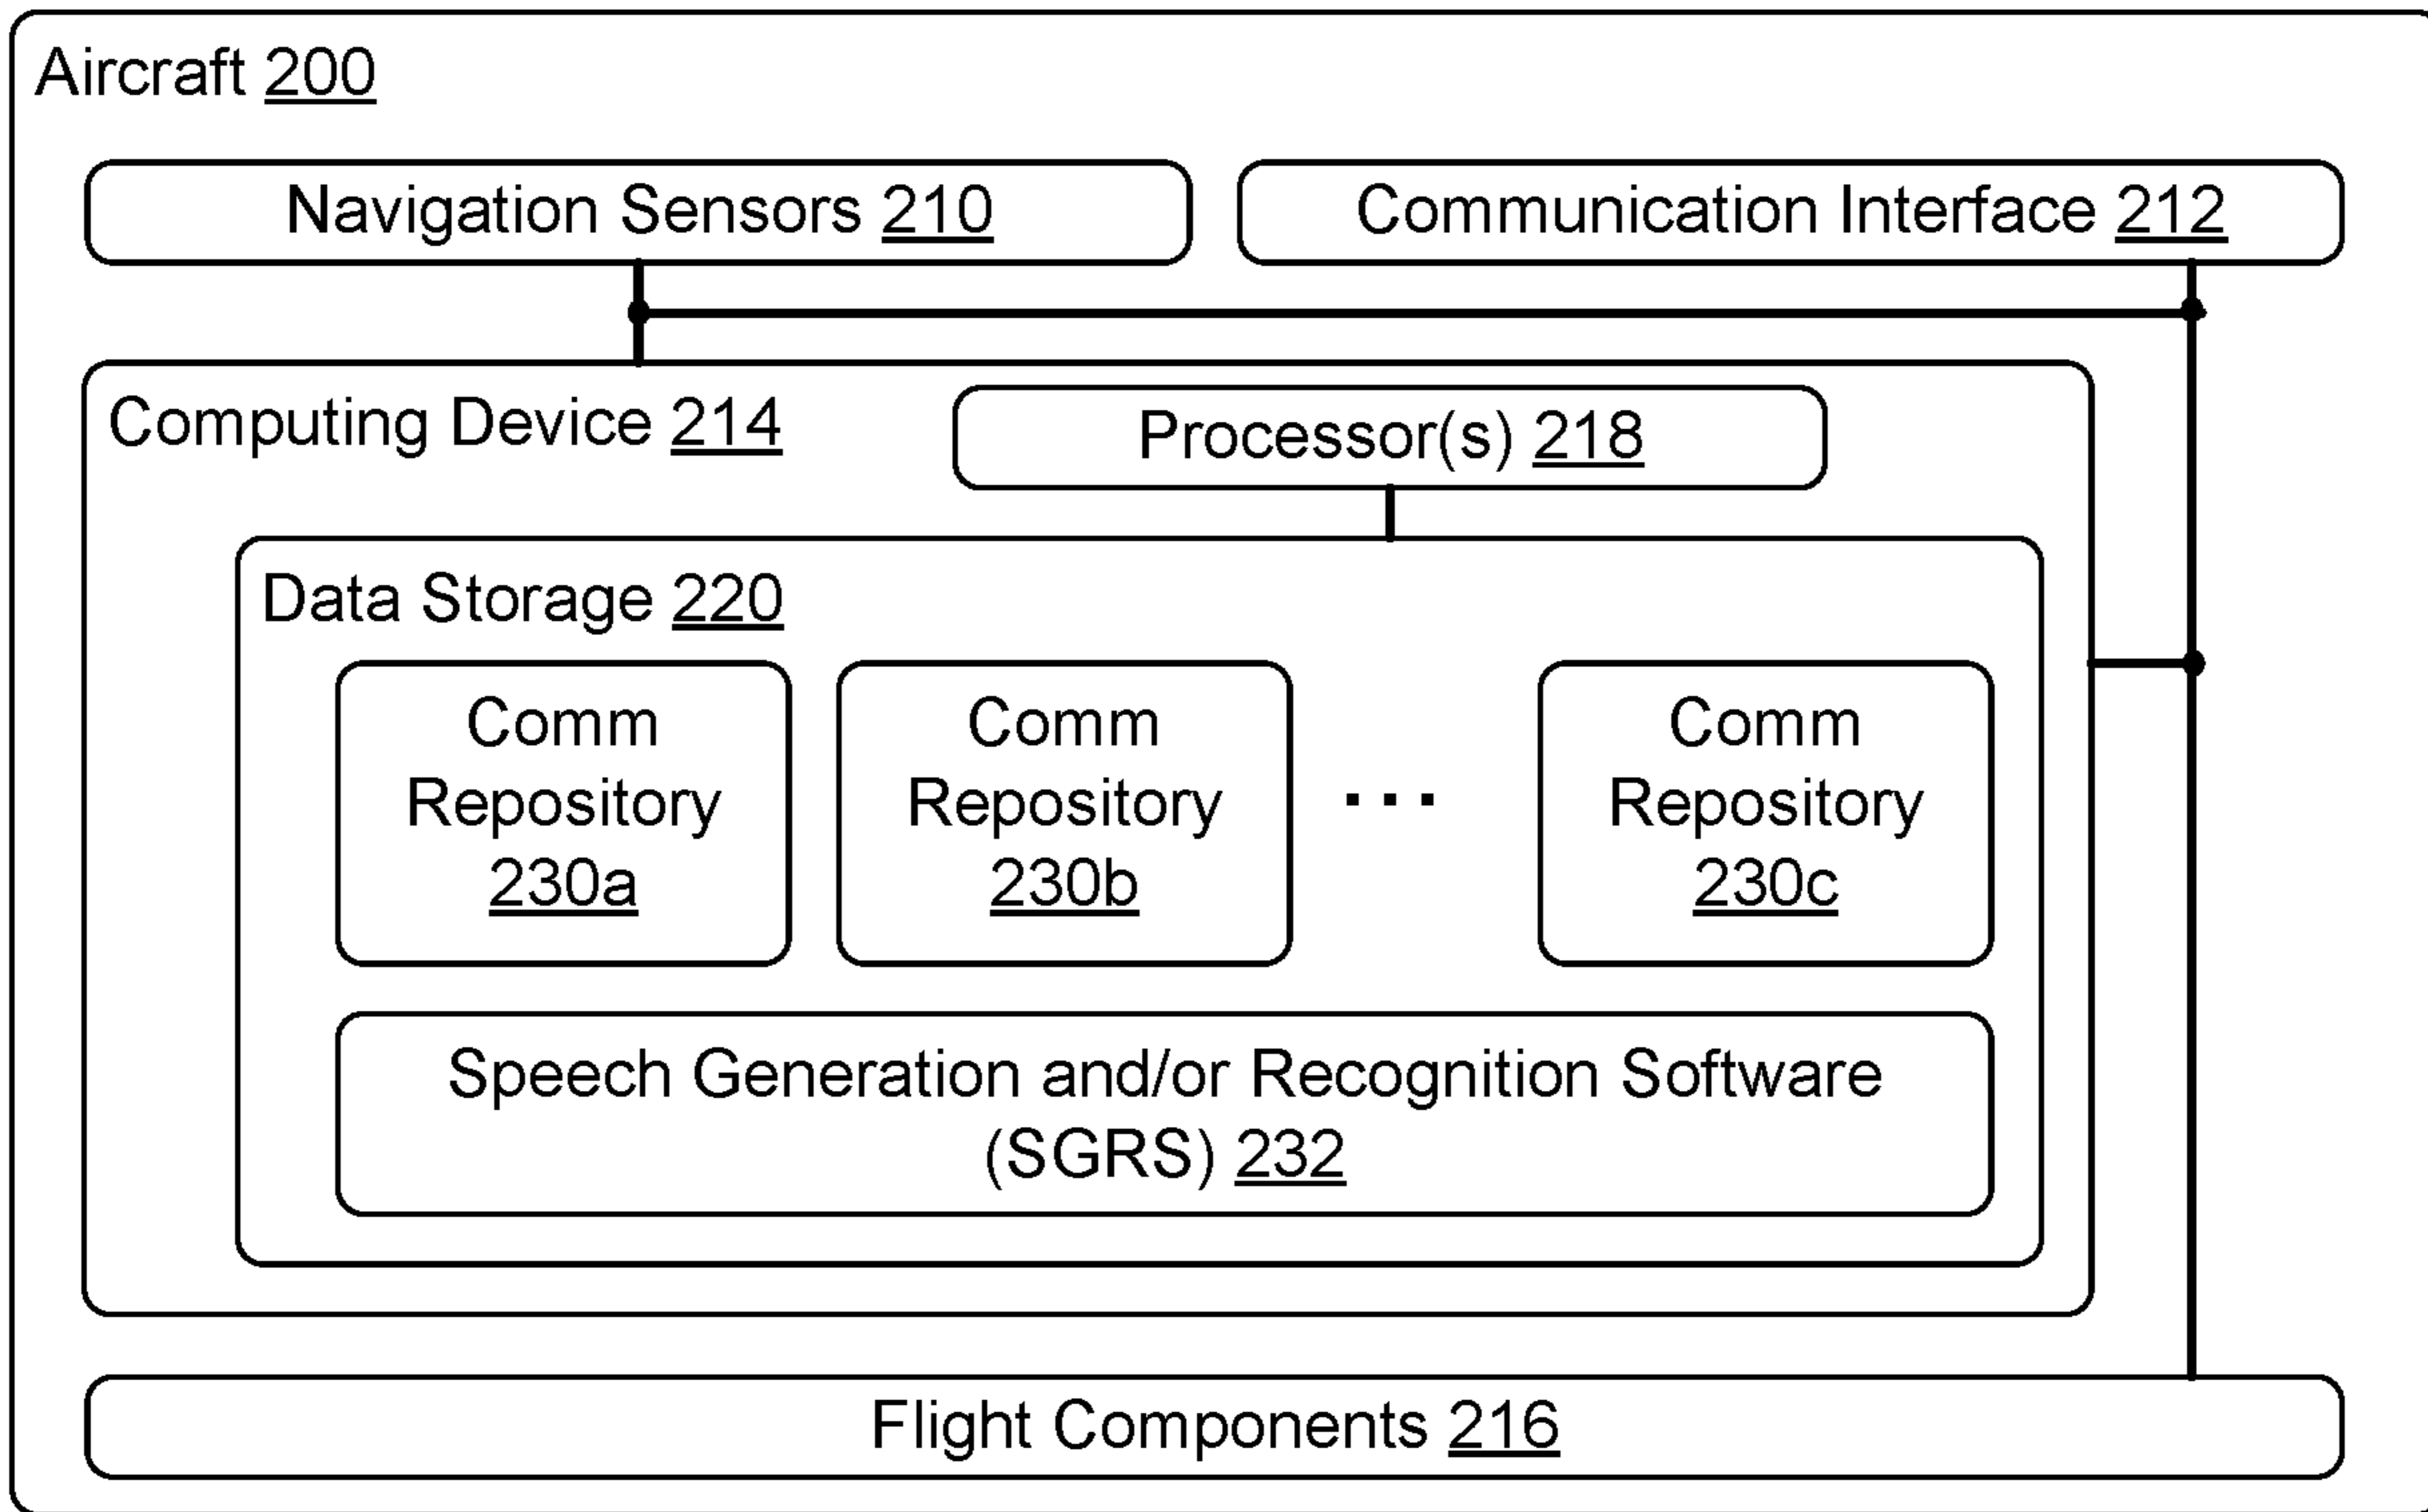 Aircraft 200
Navigation Sensors 210
Communication Interface 212
Computing Device 214
Processor(s) 218
Data Storage 220
Comm
Repository
230a
Comm
Repository
230b
...
Comm
Repository
230c
Speech Generation and/or Recognition Software
(SGRS) 232
Flight Components 216